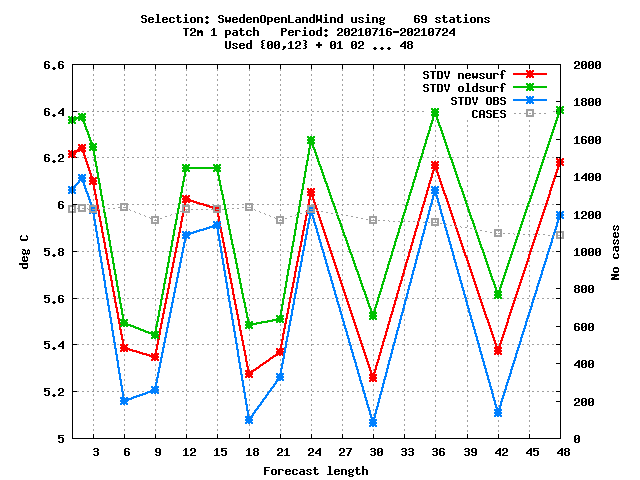 Selection: SwedenOpenLandWind using    69 stations
T2m 1 patch   Period: 20210716-20210724
Used {00,12} + 01 02 ... 48
STDV newsurf
STDV oldsurf
STDV OBS
CASES
deg C
6.6
6.4
6.2
6
5.8
5.6
5.4
5.2
5
2000
1800
1600
1400
1200
1000
800
600
400
200
0
No cases
3 6 9 12 15 18 21 24 27 30 33 36 39 42 45 48
Forecast length